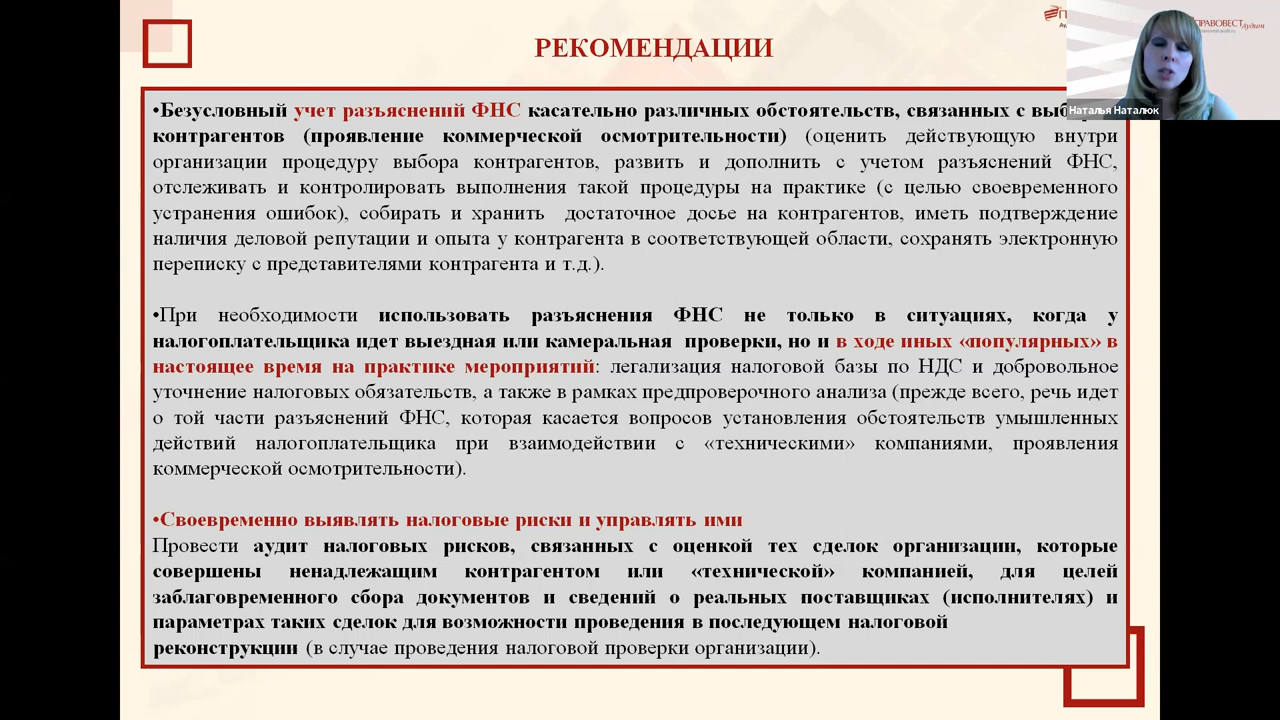 РЕКОМЕНДАЦИИ
ПРАВОВЕСТ Аудит
Наталья Наталюк
•Безусловный учет разъяснений ФНС касательно различных обстоятельств, связанных с
контрагентов (проявление коммерческой осмотрительности) (оценить действующую внутри
организации процедуру выбора контрагентов, развить и дополнить с учетом разъяснений ФНС,
отслеживать и контролировать выполнения такой процедуры на практике (с целью своевременного
устранения ошибок), собирать и хранить достаточное досье на контрагентов, иметь подтверждение
наличия деловой репутации и опыта у контрагента в соответствующей области, сохранять электронную
переписку с представителями контрагента и т.д.).
•При необходимости использовать разъяснения ФНС не только в ситуациях, когда у
налогоплательщика идет выездная или камеральная проверки, но и в ходе иных «популярных» в
настоящее время на практике мероприятий: легализация налоговой базы по НДС и добровольное
уточнение налоговых обязательств, а также в рамках предпроверочного анализа (прежде всего, речь идет
о той части разъяснений ФНС, которая касается вопросов установления обстоятельств умышленных
действий налогоплательщика при взаимодействии с «техническими» компаниями, проявления
коммерческой осмотрительности).
•Своевременно выявлять налоговые риски и управлять ими
Провести аудит налоговых рисков, связанных с оценкой тех сделок организации, которые
совершены ненадлежащим контрагентом или «технической» компанией, для целей
заблаговременного сбора документов и сведений о реальных поставщиках (исполнителях) и
параметрах таких сделок для возможности проведения в последующем налоговой
реконструкции (в случае проведения налоговой проверки организации).